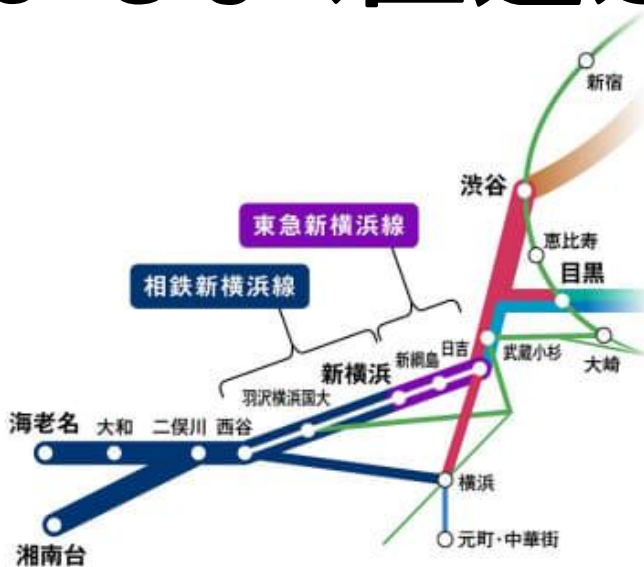 新宿
渋谷
東急新横浜線
恵比寿
目黒
相鉄新横浜線
日吉
武蔵小杉
大崎
新綱島
新横浜
羽沢横浜国大
海老名
大和
二俣川
西谷
横浜
元町・中華街
湘南台